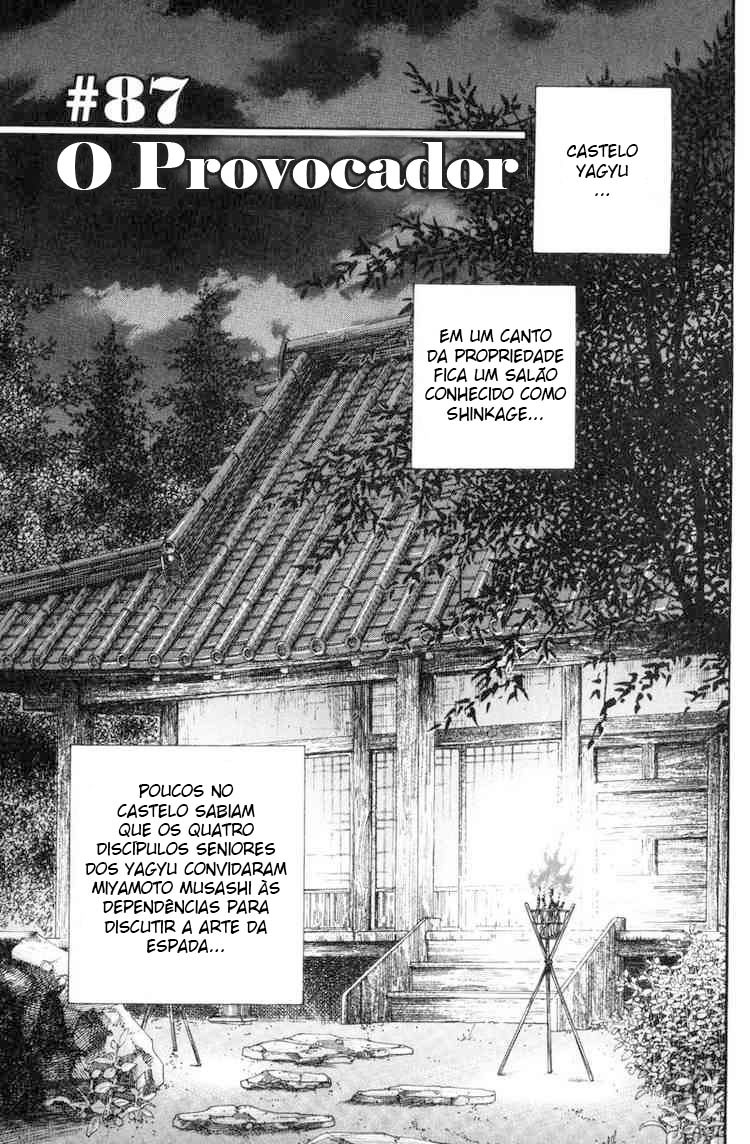 #87
O Provocador
CASTELO
YAGYU
...
EM UM CANTO
DA PROPRIEDADE
FICA UM SALÃO
CONHECIDO COMO
SHINKAGE...
POUCOS NO
CASTELO SABIAM
QUE OS QUATRO
DISCÍPULOS SENIORES
DOS YAGYU CONVIDARAM
MIYAMOTO MUSASHI ÀS
DEPENDÊNCIAS PARA
DISCUTIR A ARTE DA
ESPADA...